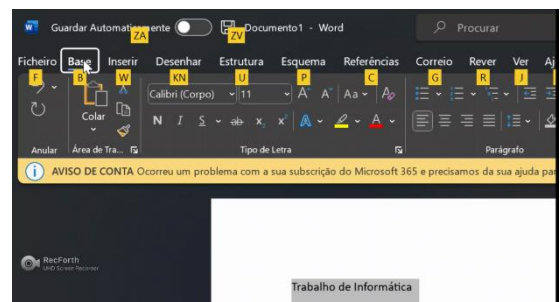 Guardar Automaticamente Documento1 - Word Procurar
ZA ZV
Ficheiro Base Inserir Desenhar Estrutura Esquema Referências Correio Rever Ver Aj
F B W KN U P C G R J
Calibri (Corpo) 11 A A Aa A
Colar
N I S ab x, x² A A
Anular Área de Tra... Tipo de Letra Parágrafo
AVISO DE CONTA Ocorreu um problema com a sua subscrição do Microsoft 365 e precisamos da sua ajuda par
RecForth
UHD Screen Recorder
Trabalho de Informática